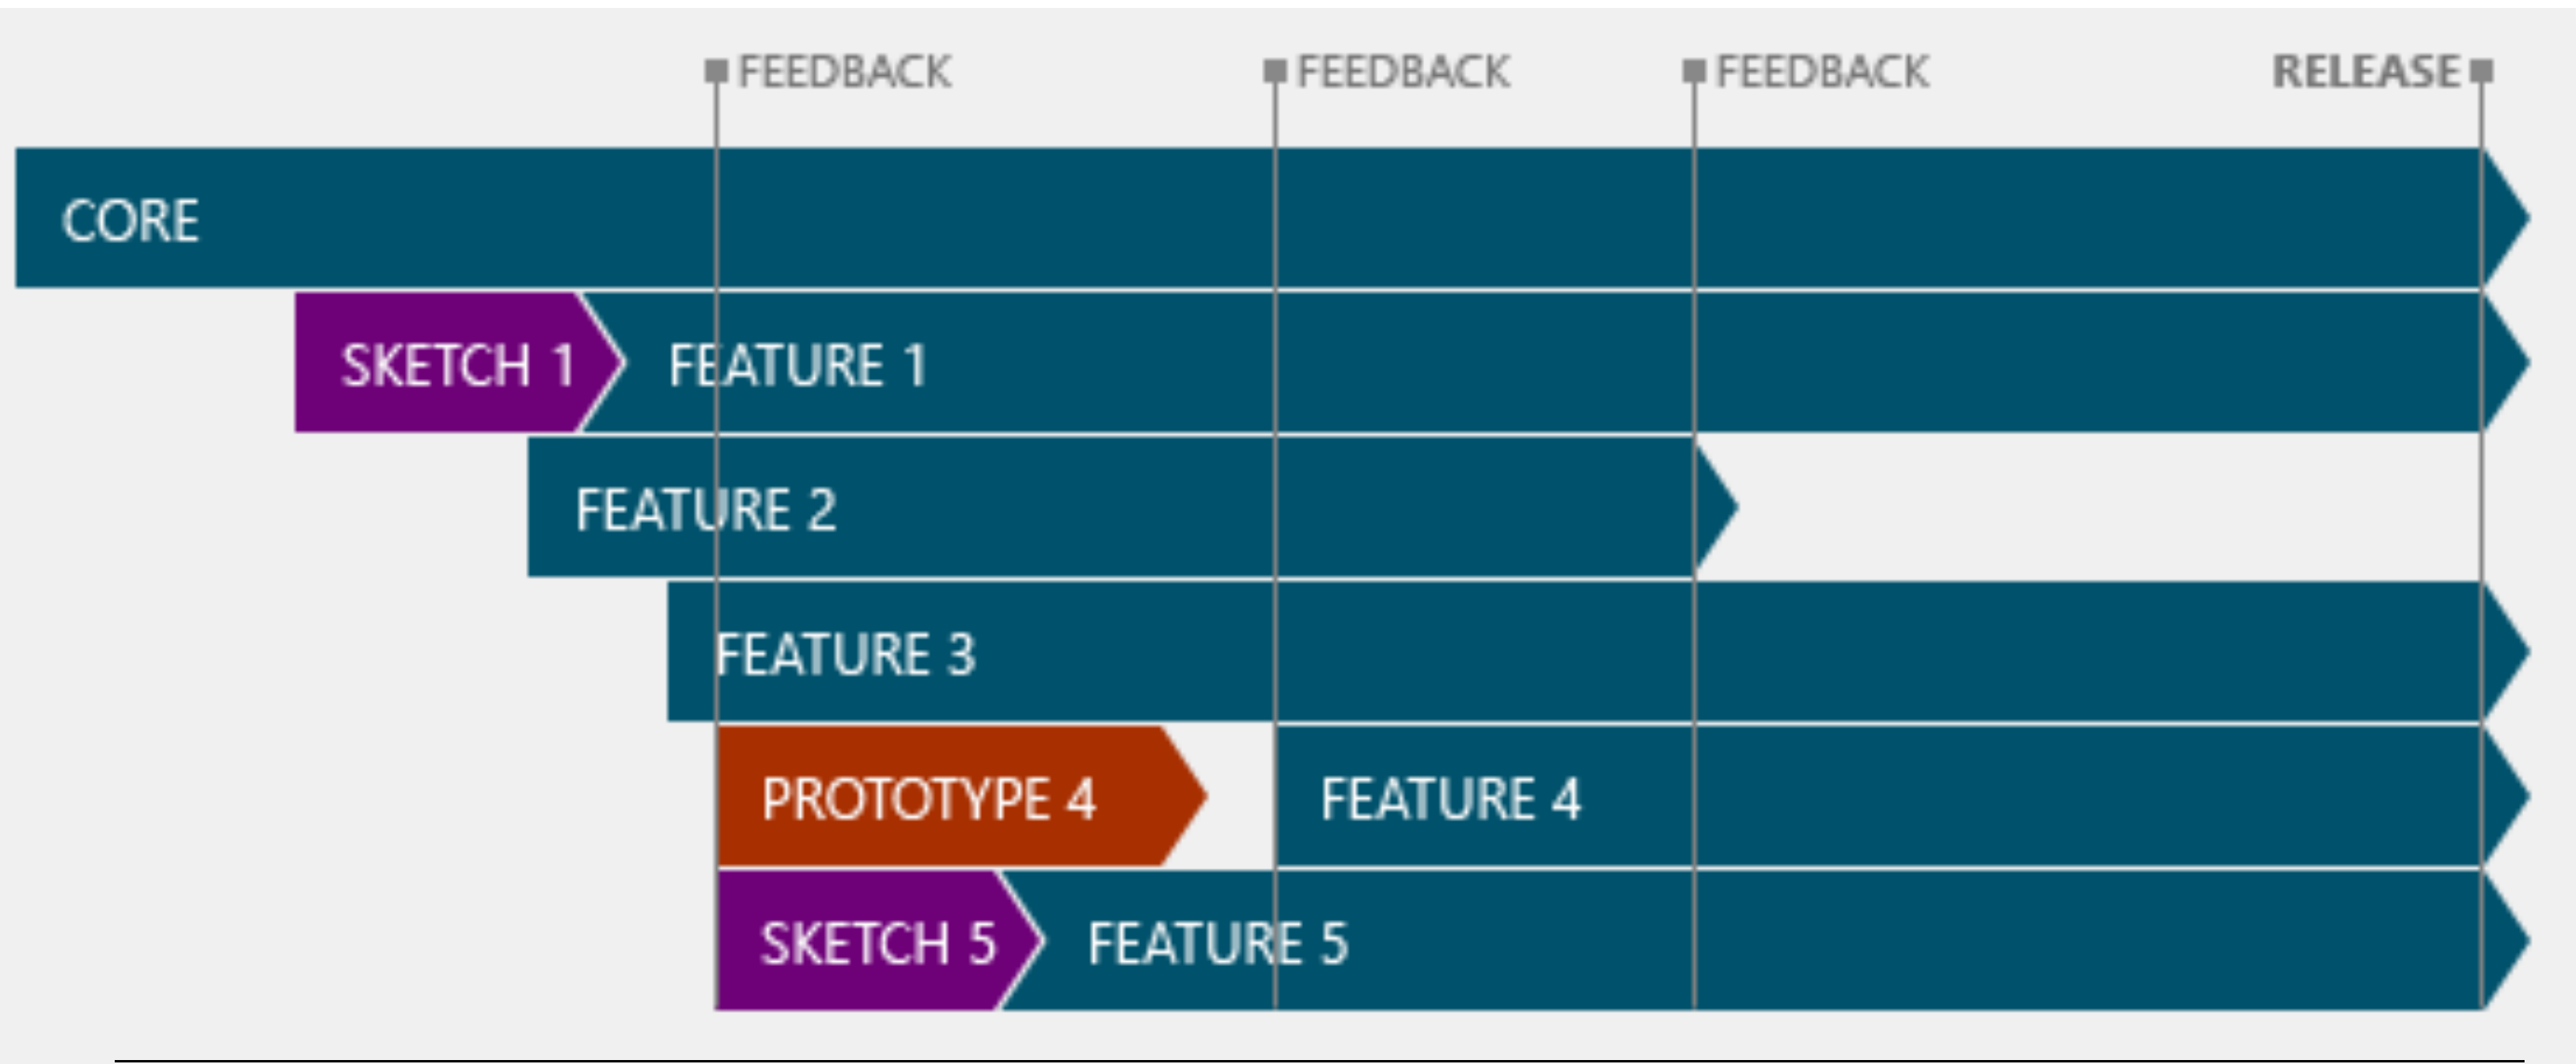 FEEDBACK FEEDBACK FEEDBACK RELEASE
CORE
SKETCH 1 FEATURE 1
FEATURE 2
FEATURE 3
PROTOTYPE 4 FEATURE 4
SKETCH 5 FEATURE 5